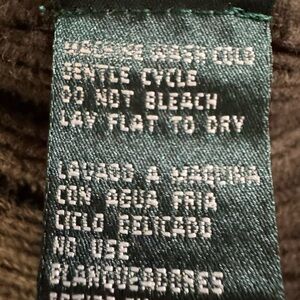 MACHINE WASH COLD
GENTLE CYCLE
DO NOT BLEACH
LAY FLAT TO DRY
LAVADO A MAQUINA
CON AGUA FRIA
CICLO DELICADO
NO USE
BLANQUEADORES